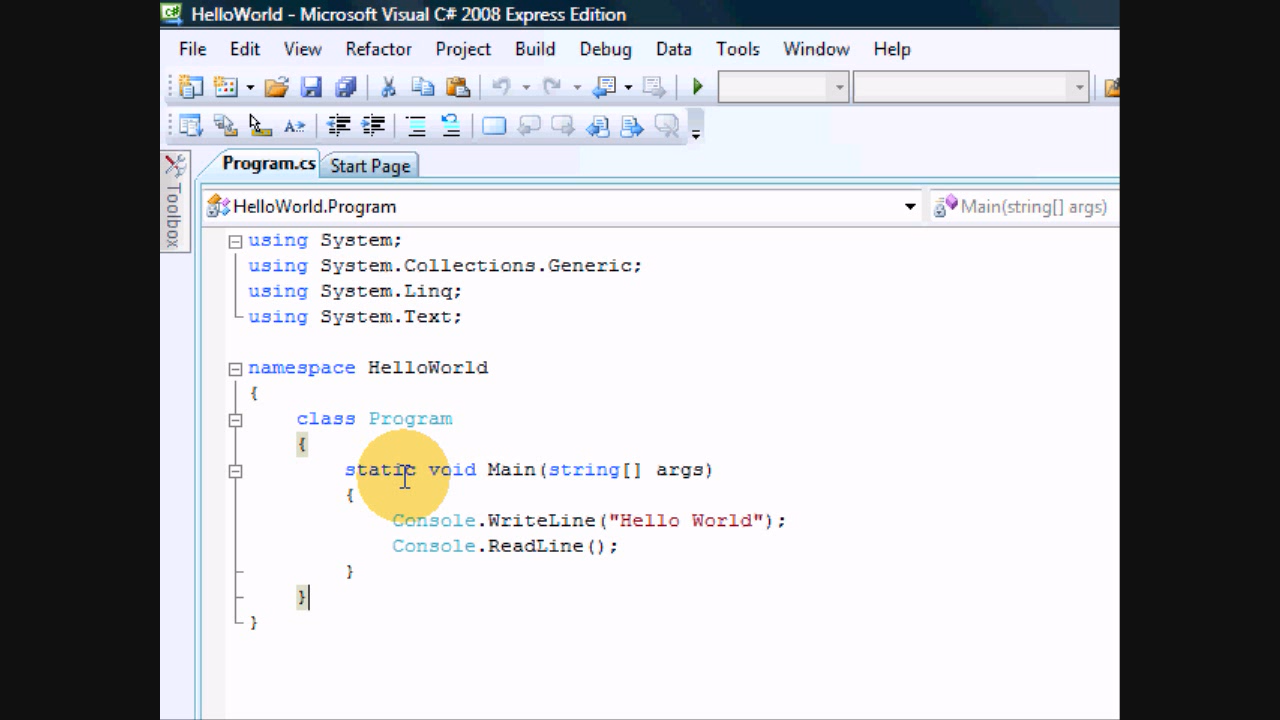 HelloWorld - Microsoft Visual C# 2008 Express Edition
File Edit View Refactor Project Build Debug Data Tools Window Help
Toolbox
Program.cs Start Page
HelloWorld.Program Main(string[] args)
using System;
using System.Collections.Generic;
using System.Linq;
using System.Text;
namespace HelloWorld
{
class Program
{
static void Main(string[] args)
{
Console.WriteLine("Hello World");
Console.ReadLine();
}
}
}